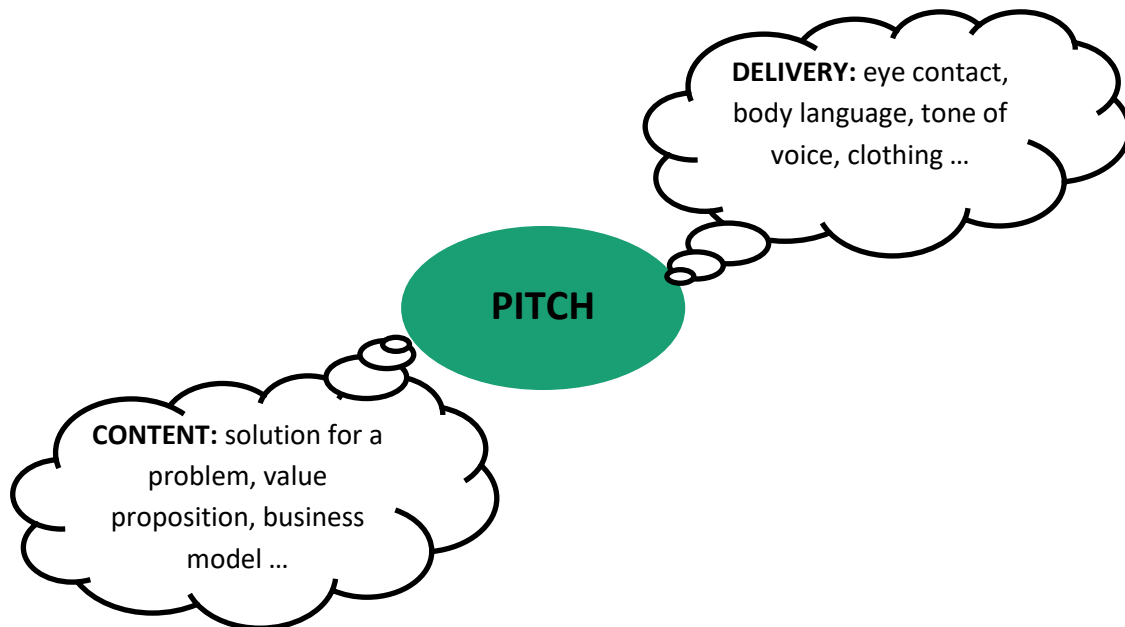 DELIVERY: eye contact,
body language, tone of
voice, clothing …
PITCH
CONTENT: solution for a
problem, value
proposition, business
model …